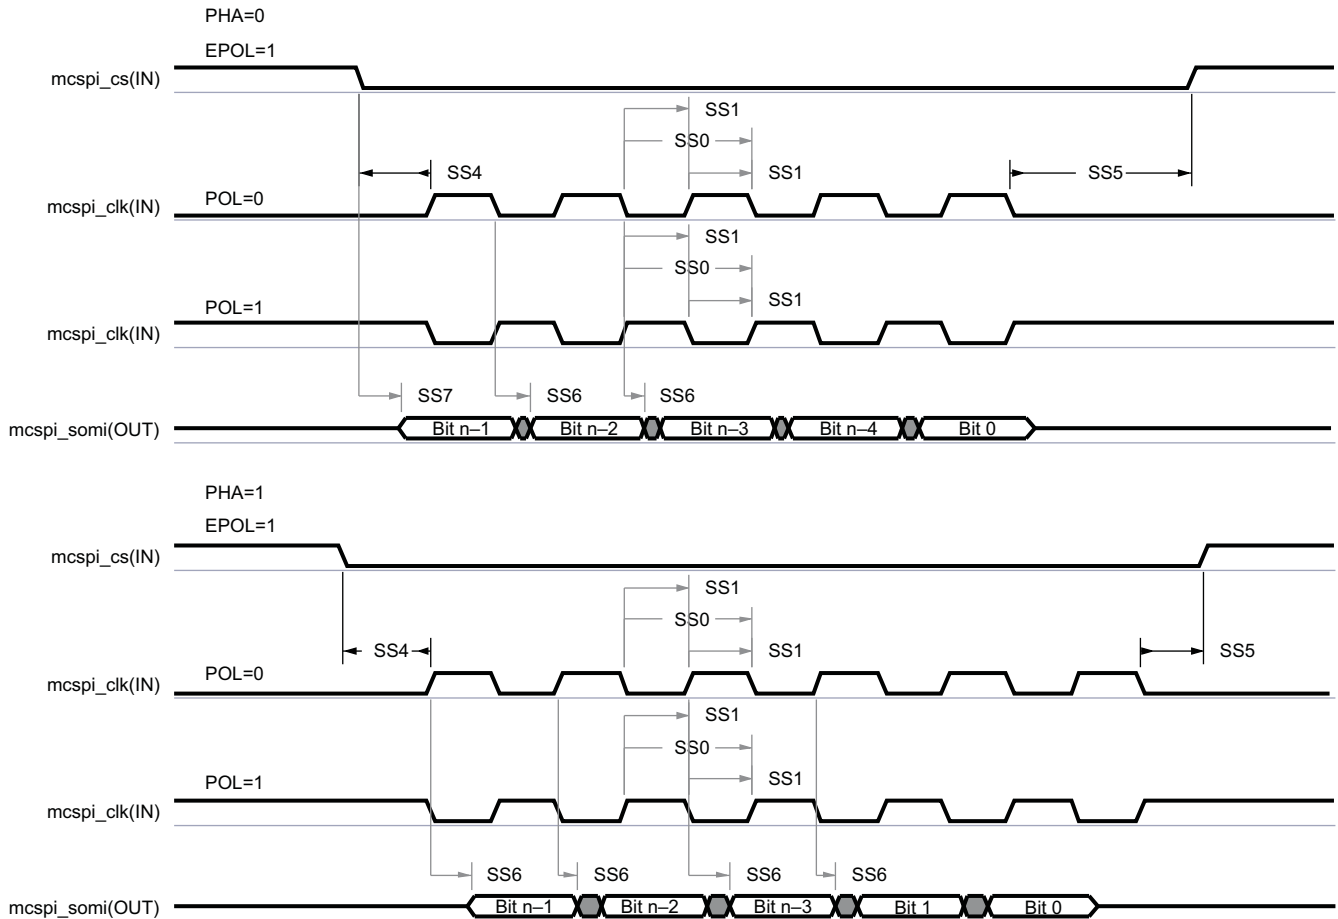 PHA=0
EPOL=1
mcspi_cs(IN)
SS1
SS0
SS4
SS1
SS5
POL=0
mcspi_clk(IN)
SS1
SS0
SS1
POL=1
mcspi_clk(IN)
SS7
SS6
SS6
mcspi_somi(OUT)
Bit n–1
Bit n–2
Bit n–3
Bit n–4
Bit 0
PHA=1
EPOL=1
mcspi_cs(IN)
SS1
SS0
SS4
SS1
SS5
POL=0
mcspi_clk(IN)
SS1
SS0
SS1
POL=1
mcspi_clk(IN)
SS6
SS6
SS6
SS6
mcspi_somi(OUT)
Bit n–1
Bit n–2
Bit n–3
Bit 1
Bit 0